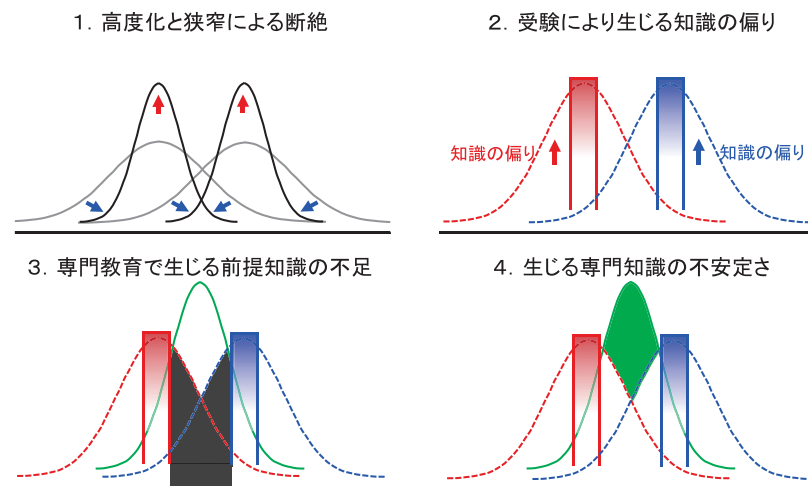 １．高度化と狭窄による断絶
２．受験により生じる知識の偏り
知識の偏り
知識の偏り
３．専門教育で生じる前提知識の不足
４．生じる専門知識の不安定さ